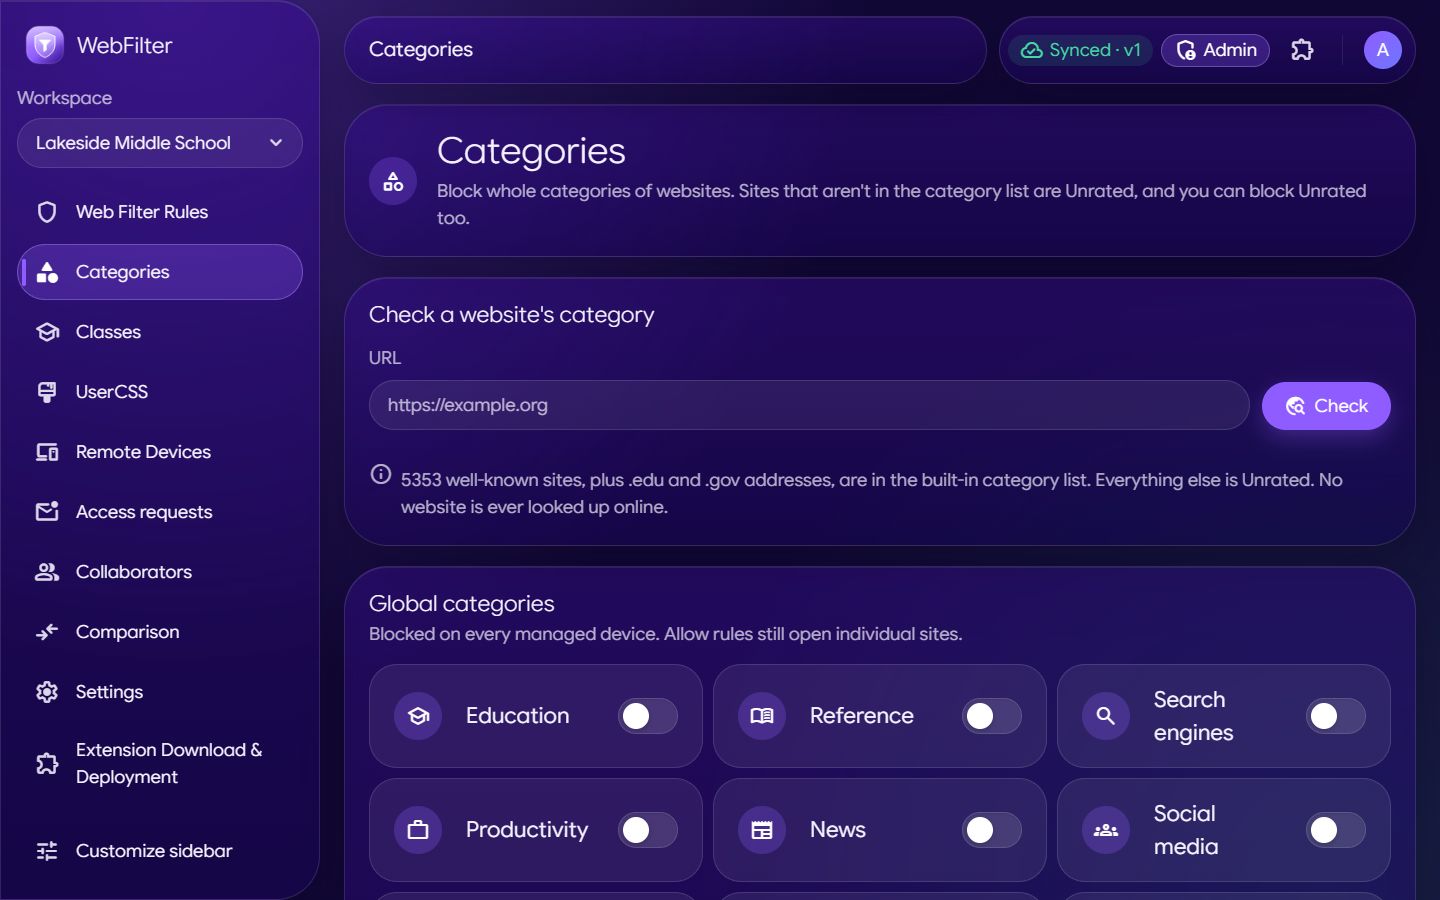 WebFilter
Workspace
Lakeside Middle School
Web Filter Rules
Categories
Classes
UserCSS
Remote Devices
Access requests
Collaborators
Comparison
Settings
Extension Download &
Deployment
Customize sidebar
Categories
Synced · v1
Admin
A
Categories
Block whole categories of websites. Sites that aren't in the category list are Unrated, and you can block Unrated
too.
Check a website's category
URL
https://example.org
Check
5353 well-known sites, plus .edu and .gov addresses, are in the built-in category list. Everything else is Unrated. No
website is ever looked up online.
Global categories
Blocked on every managed device. Allow rules still open individual sites.
Education
Reference
Search
engines
Productivity
News
Social
media